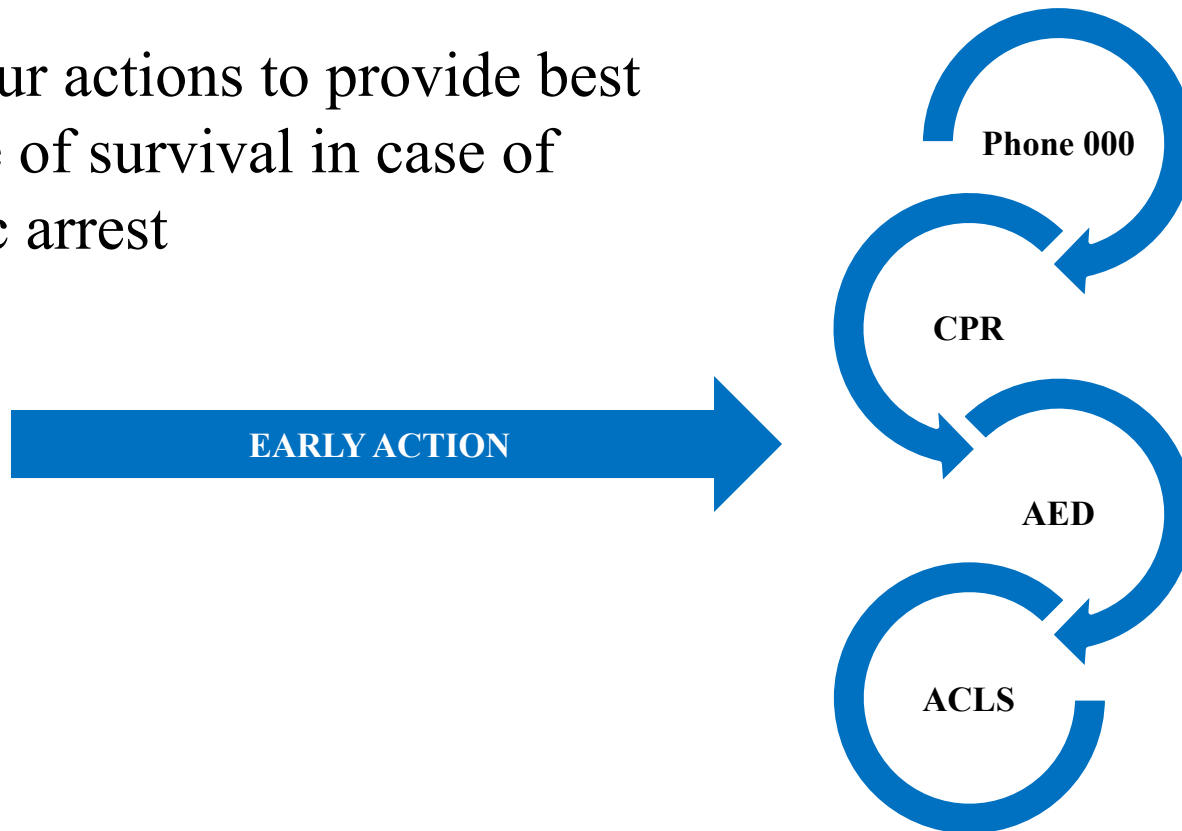 ur actions to provide best
e of survival in case of
c arrest
Phone 000
CPR
EARLY ACTION
AED
ACLS